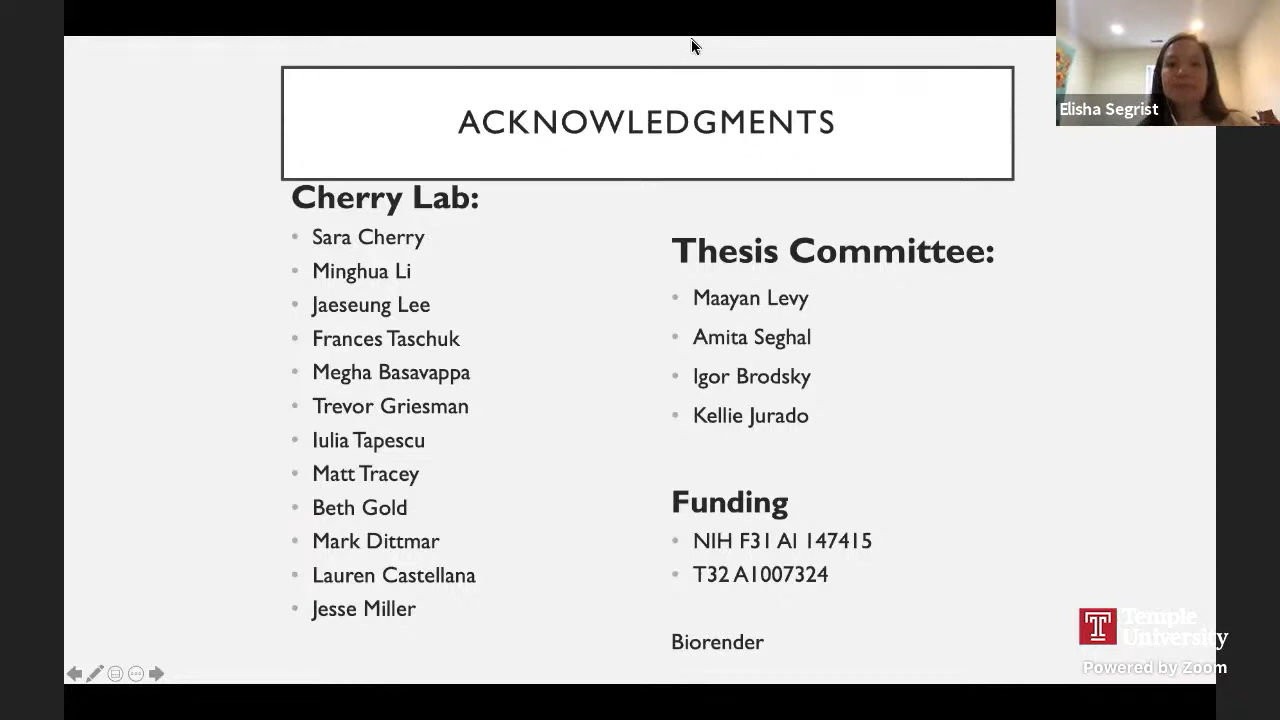 ACKNOWLEDGMENTS
Elisha Segrist
Cherry Lab:
Sara Cherry
Minghua Li
Jaeseung Lee
Frances Taschuk
Megha Basavappa
Trevor Griesman
Iulia Tapescu
Matt Tracey
Beth Gold
Mark Dittmar
Lauren Castellana
Jesse Miller
Thesis Committee:
Maayan Levy
Amita Seghal
Igor Brodsky
Kellie Jurado
Funding
NIH F31 AI 147415
T32 A1007324
Biorender
Temple
University
Powered by Zoom